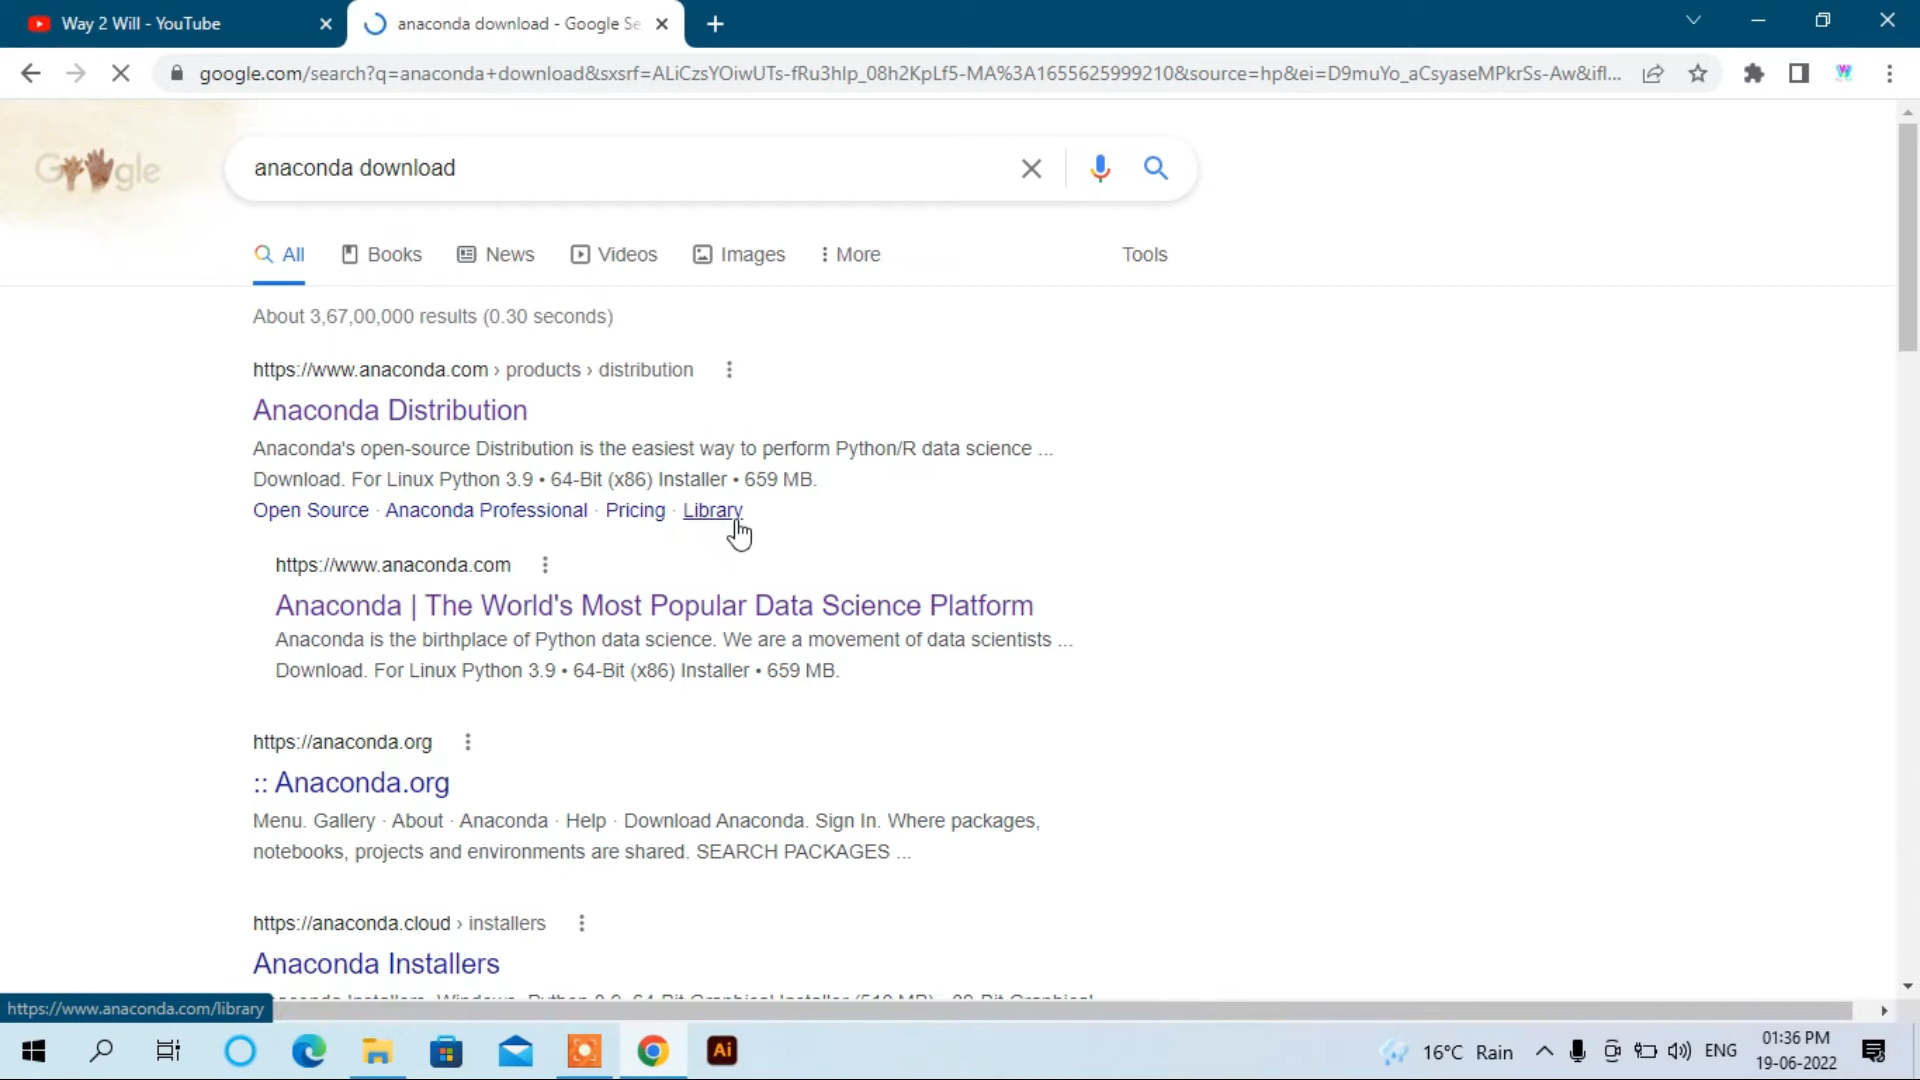 Way 2 Will - YouTube
anaconda download - Google Se
google.com/search?q=anaconda+download&sxsrf=ALiCzsYOiwUTs-fRu3hIp_08h2KpLf5-MA%3A1655625999210&source=hp&ei=D9muYo_aCsyaseMPkrSs-Aw&ifl...
Google
anaconda download
All
Books
News
Videos
Images
More
Tools
About 3,67,00,000 results (0.30 seconds)
https://www.anaconda.com › products › distribution
Anaconda Distribution
Anaconda's open-source Distribution is the easiest way to perform Python/R data science ...
Download. For Linux Python 3.9 • 64-Bit (x86) Installer • 659 MB.
Open Source · Anaconda Professional · Pricing · Library
https://www.anaconda.com
Anaconda | The World's Most Popular Data Science Platform
Anaconda is the birthplace of Python data science. We are a movement of data scientists ...
Download. For Linux Python 3.9 • 64-Bit (x86) Installer • 659 MB.
https://anaconda.org
:: Anaconda.org
Menu. Gallery · About · Anaconda · Help · Download Anaconda. Sign In. Where packages,
notebooks, projects and environments are shared. SEARCH PACKAGES ...
https://anaconda.cloud › installers
Anaconda Installers
https://www.anaconda.com/library
Ai
16°C Rain
ENG
01:36 PM
19-06-2022